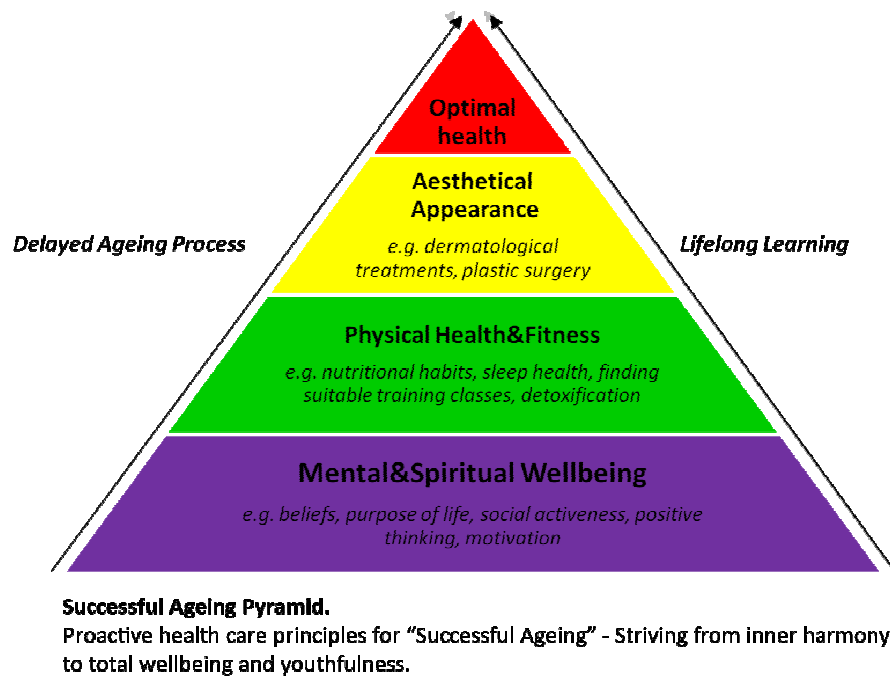 Optimal
health
Aesthetical
Appearance
e.g. dermatological
treatments, plastic surgery
Delayed Ageing Process
Lifelong Learning
Physical Health&Fitness
e.g. nutritional habits, sleep health, finding
suitable training classes, detoxification
Mental&Spiritual Wellbeing
e.g. beliefs, purpose of life, social activeness, positive
thinking, motivation
Successful Ageing Pyramid.
Proactive health care principles for “Successful Ageing” - Striving from inner harmony
to total wellbeing and youthfulness.